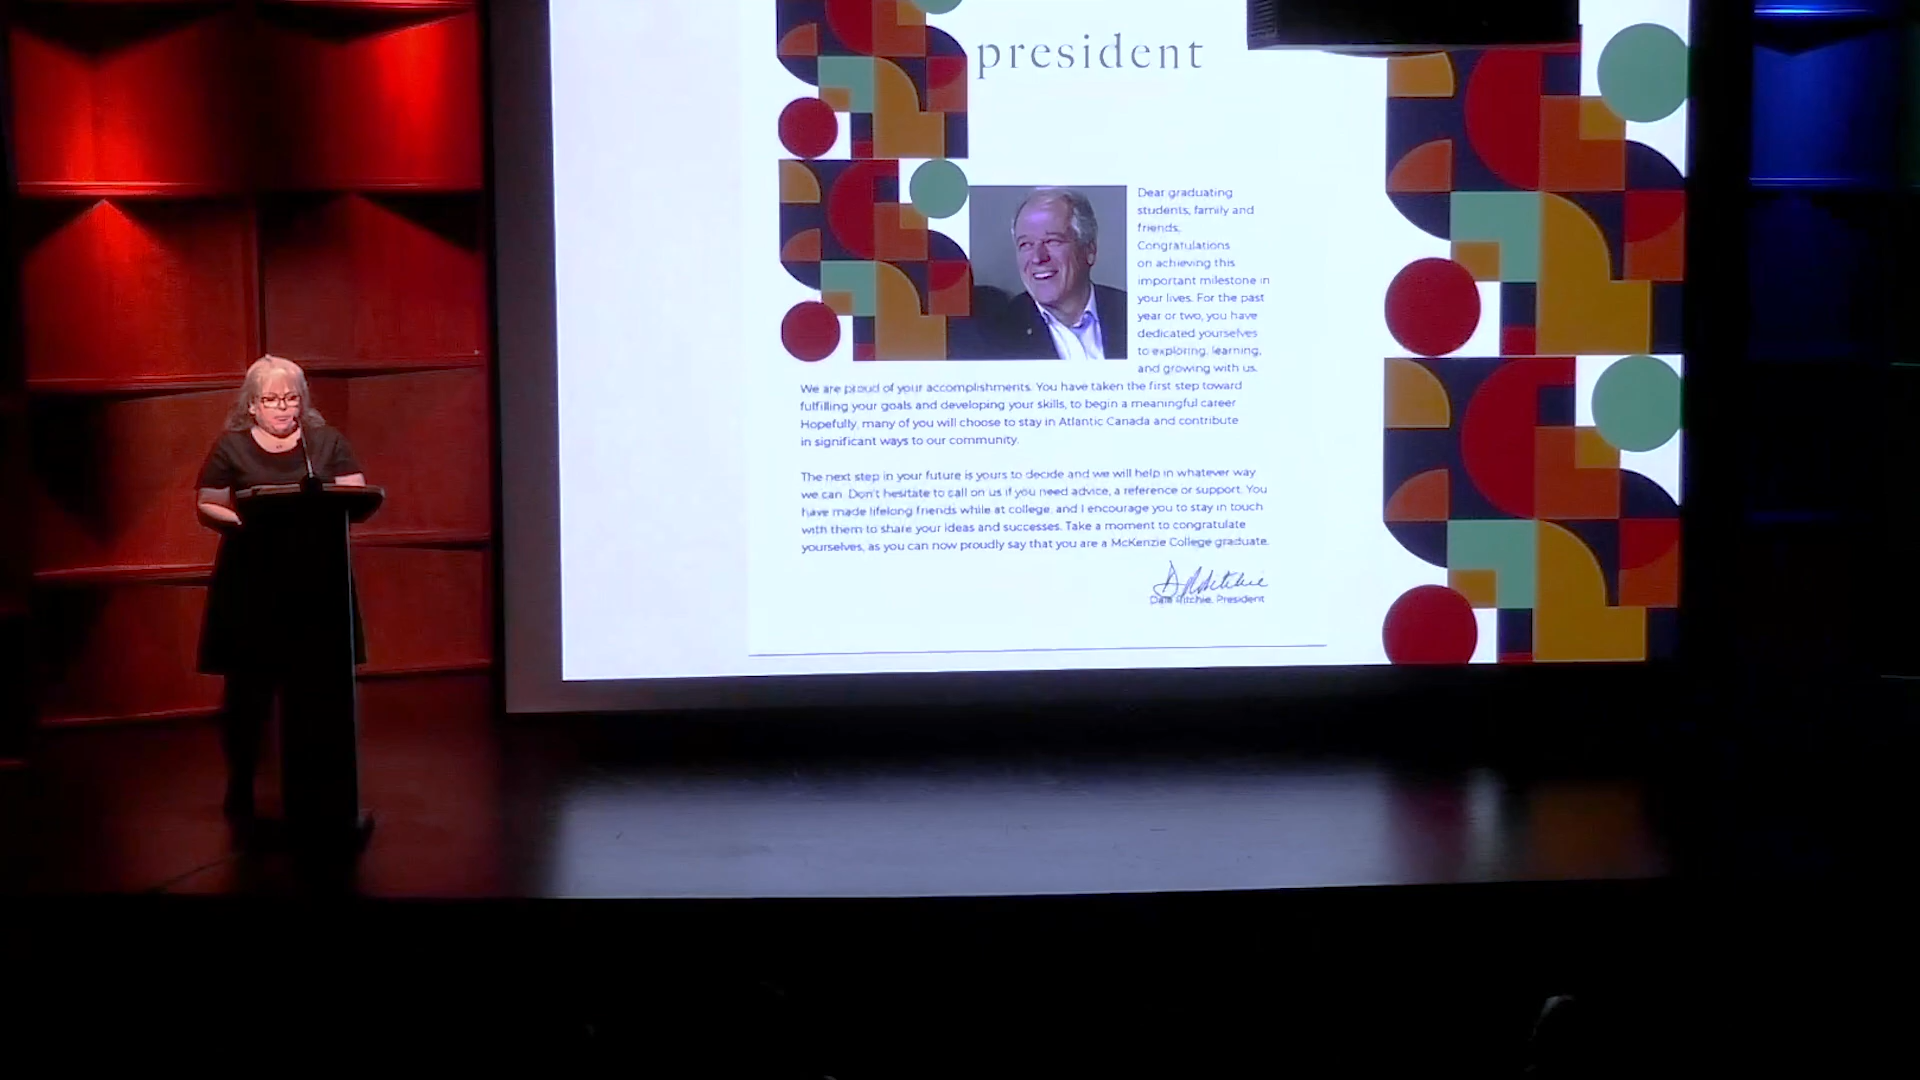 president
Dear graduating
students, family and
friends,
Congratulations
on achieving this
important milestone in
your lives. For the past
year or two, you have
dedicated yourselves
to exploring, learning,
and growing with us.
We are proud of your accomplishments. You have taken the first step toward
fulfilling your goals and developing your skills, to begin a meaningful career
Hopefully, many of you will choose to stay in Atlantic Canada and contribute
in significant ways to our community.
The next step in your future is yours to decide and we will help in whatever way
we can. Don't hesitate to call on us if you need advice, a reference or support. You
have made lifelong friends while at college, and I encourage you to stay in touch
with them to share your ideas and successes. Take a moment to congratulate
yourselves, as you can now proudly say that you are a McKenzie College graduate.
D Ritchie
Dale Ritchie, President